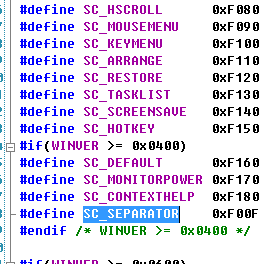 #define SC_HSCROLL 0xF080
#define SC_MOUSEMENU 0xF090
#define SC_KEYMENU 0xF100
#define SC_ARRANGE 0xF110
#define SC_RESTORE 0xF120
#define SC_TASKLIST 0xF130
#define SC_SCREENSAVE 0xF140
#define SC_HOTKEY 0xF150
#if(WINVER >= 0x0400)
#define SC_DEFAULT 0xF160
#define SC_MONITORPOWER 0xF170
#define SC_CONTEXTHELP 0xF180
#define SC_SEPARATOR 0xF00F
#endif /* WINVER >= 0x0400 */
#if(WINVER >= 0x0600)